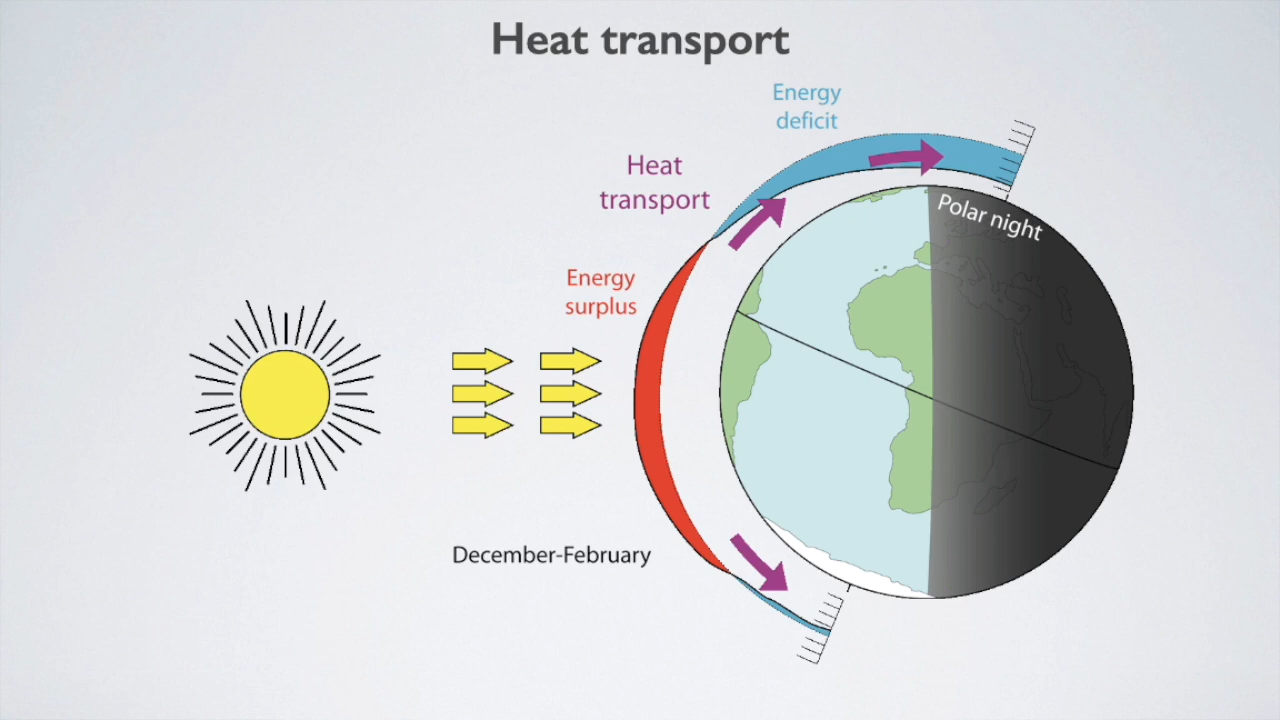 Heat transport
Energy
deficit
Heat
transport
Polar night
Energy
surplus
December-February